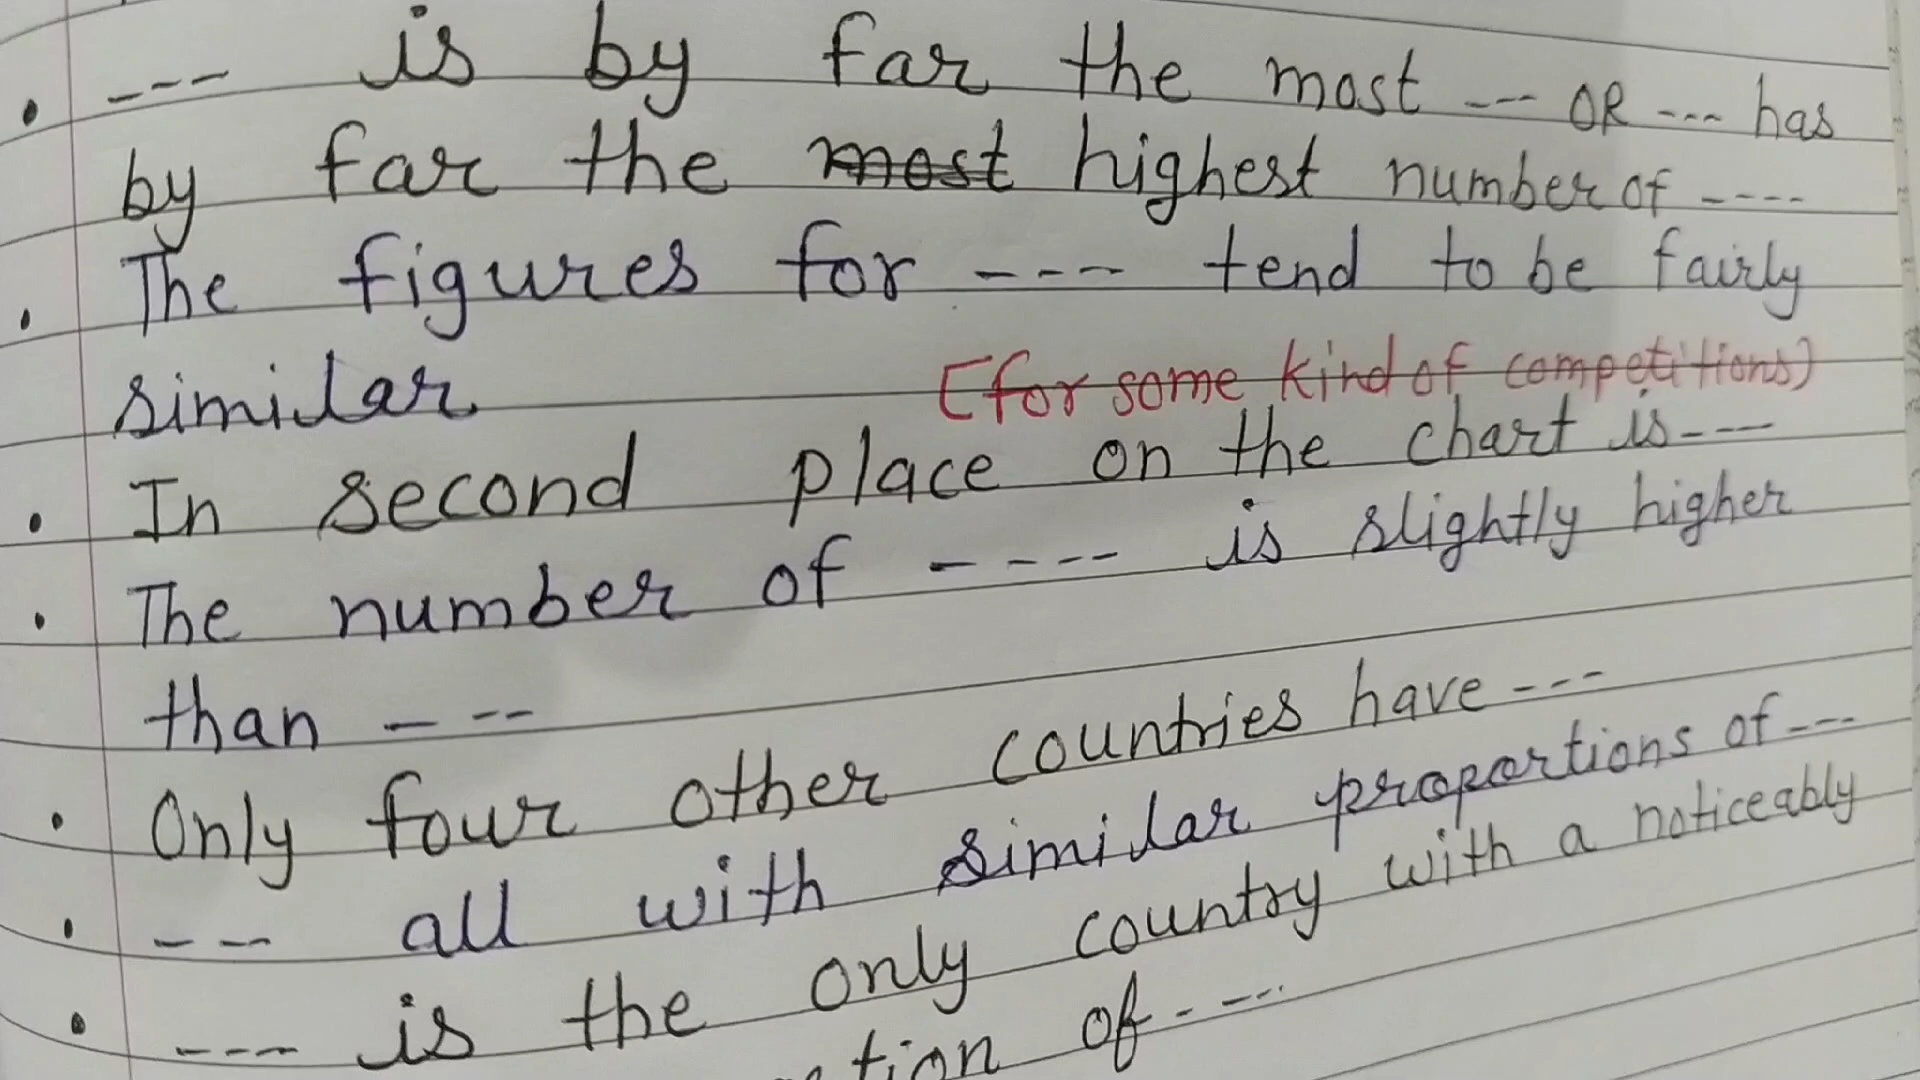 • --- is by far the most --- OR --- has
by far the most highest number of ----
• The figures for ---- tend to be fairly
similar
(for some kind of competitions)
• In second place on the chart is ---
• The number of ---- is slightly higher
than ---
• Only four other countries have ---
• -- all with similar proportions of ---
• --- is the only country with a noticeably
of ---